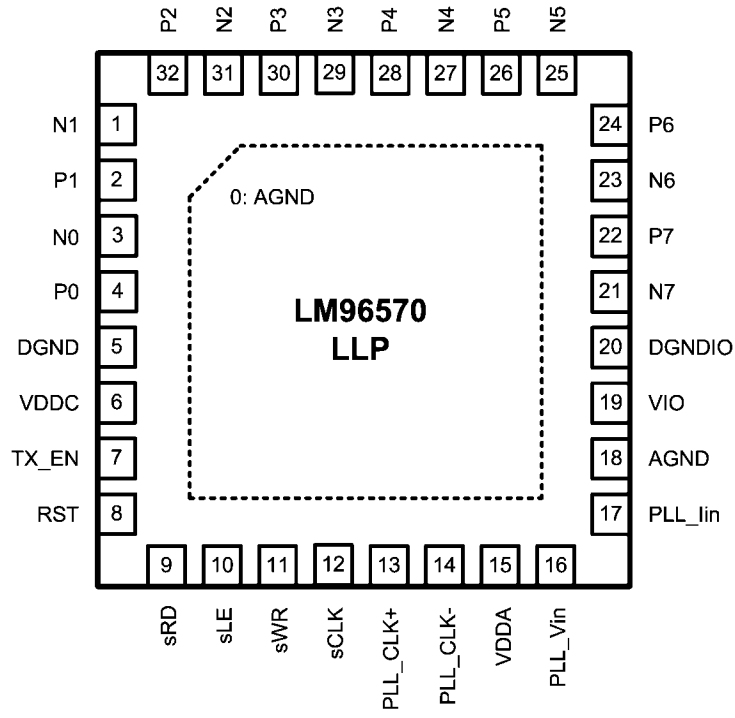 P2 N2 P3 N3 P4 N4 P5 N5
32 31 30 29 28 27 26 25
N1 1 24 P6
P1 2 23 N6
0: AGND
N0 3 22 P7
P0 4 21 N7
LM96570
DGND 5 20 DGNDIO
LLP
VDDC 6 19 VIO
TX_EN 7 18 AGND
RST 8 17 PLL_Iin
9 10 11 12 13 14 15 16
sRD sLE sWR sCLK PLL_CLK+ PLL_CLK- VDDA PLL_Vin